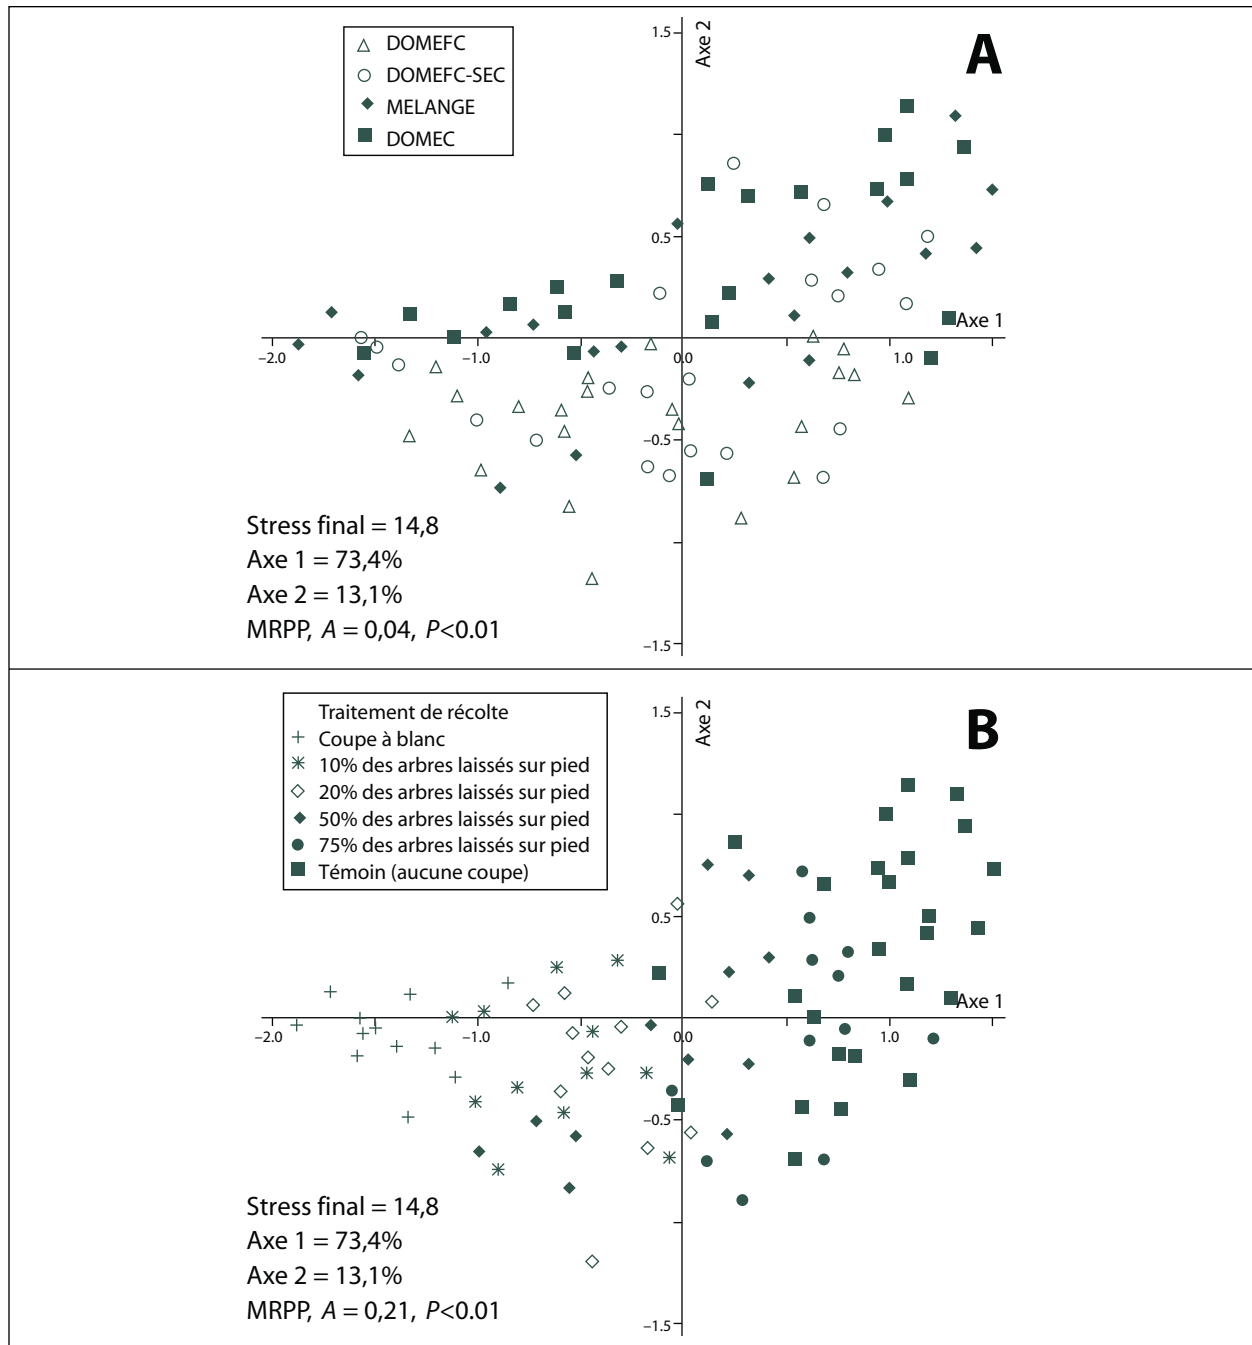 A
DOMEFC
DOMEFC-SEC
MELANGE
DOMEC
1.5
Axe 2
0.5
Axe 1
–2.0
–1.0
0.0
1.0
–0.5
–1.5
Stress final = 14,8
Axe 1 = 73,4%
Axe 2 = 13,1%
MRPP, A = 0,04, P<0.01
B
Traitement de récolte
Coupe à blanc
10% des arbres laissés sur pied
20% des arbres laissés sur pied
50% des arbres laissés sur pied
75% des arbres laissés sur pied
Témoin (aucune coupe)
1.5
Axe 2
0.5
Axe 1
–2.0
–1.0
0.0
1.0
–0.5
–1.5
Stress final = 14,8
Axe 1 = 73,4%
Axe 2 = 13,1%
MRPP, A = 0,21, P<0.01